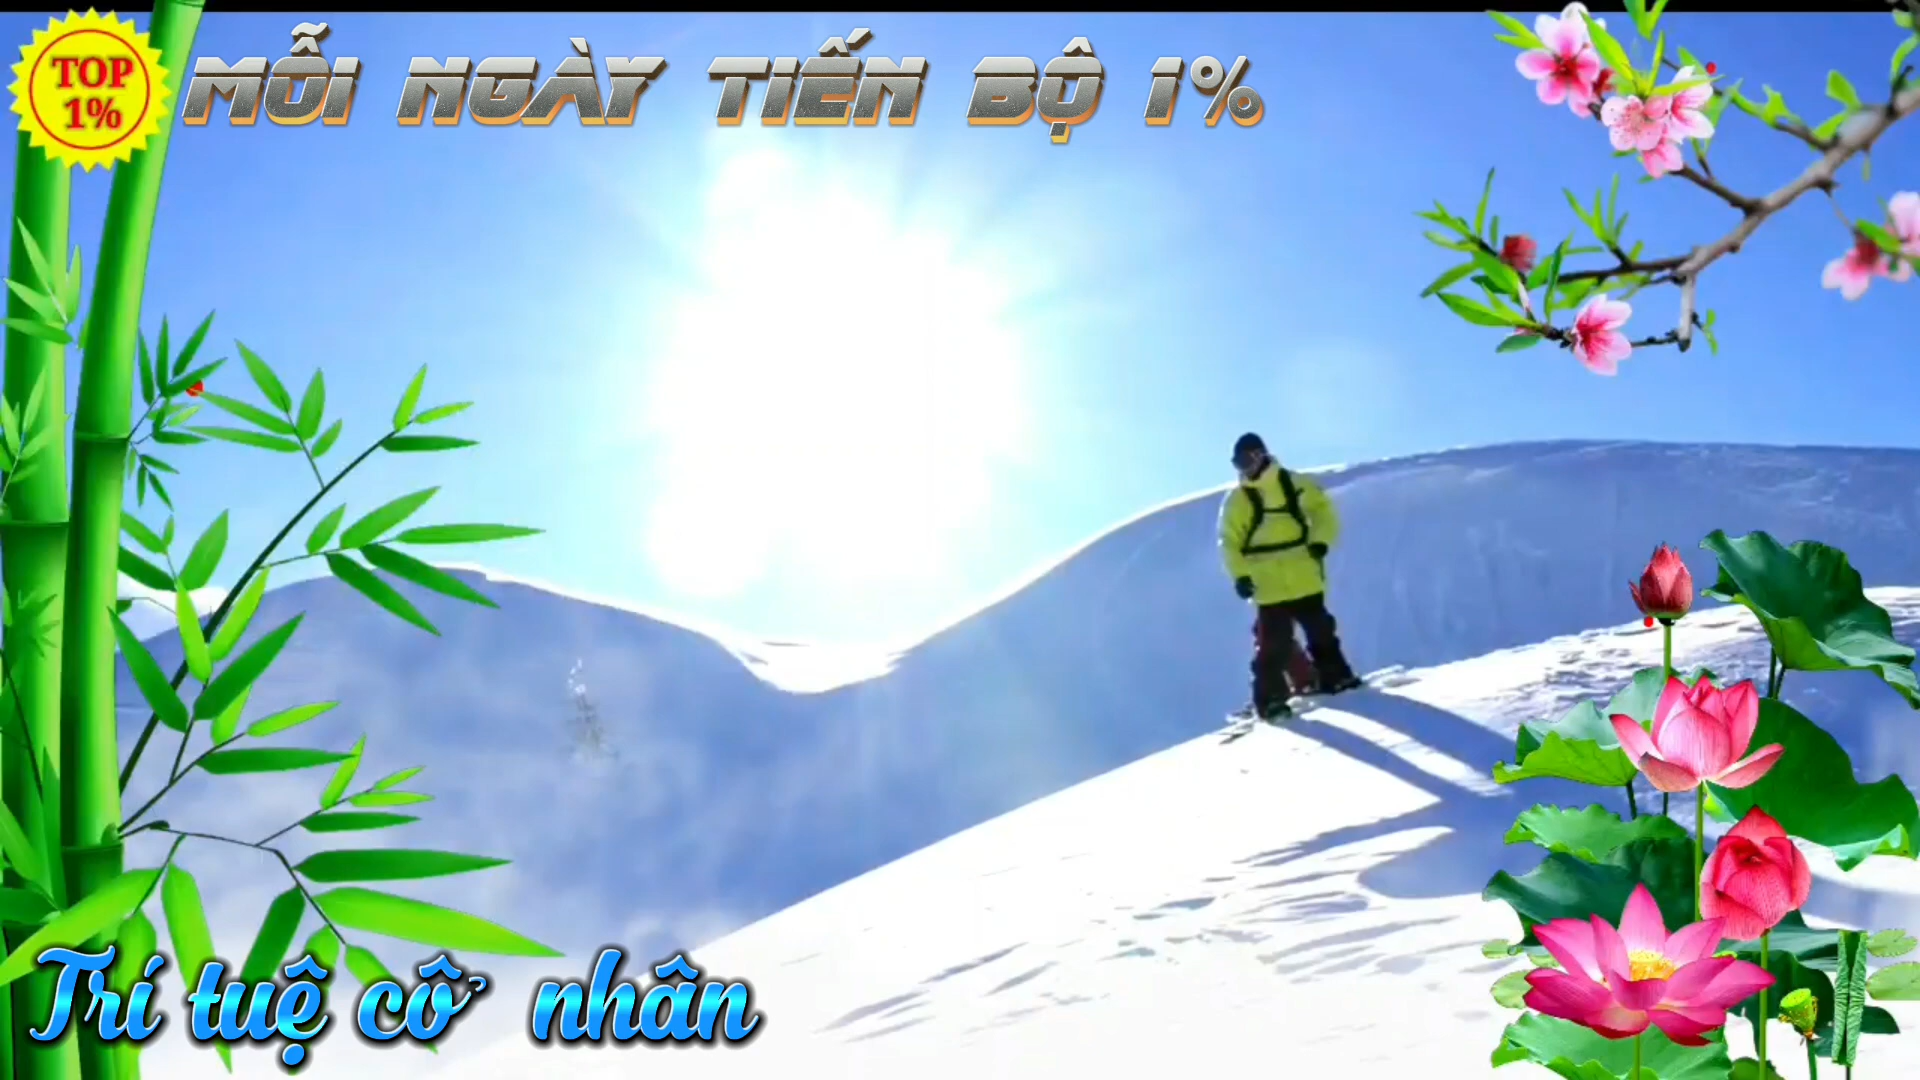 TOP
1%
MỖI NGÀY TIẾN BỘ 1%
Trí tuệ cổ nhân